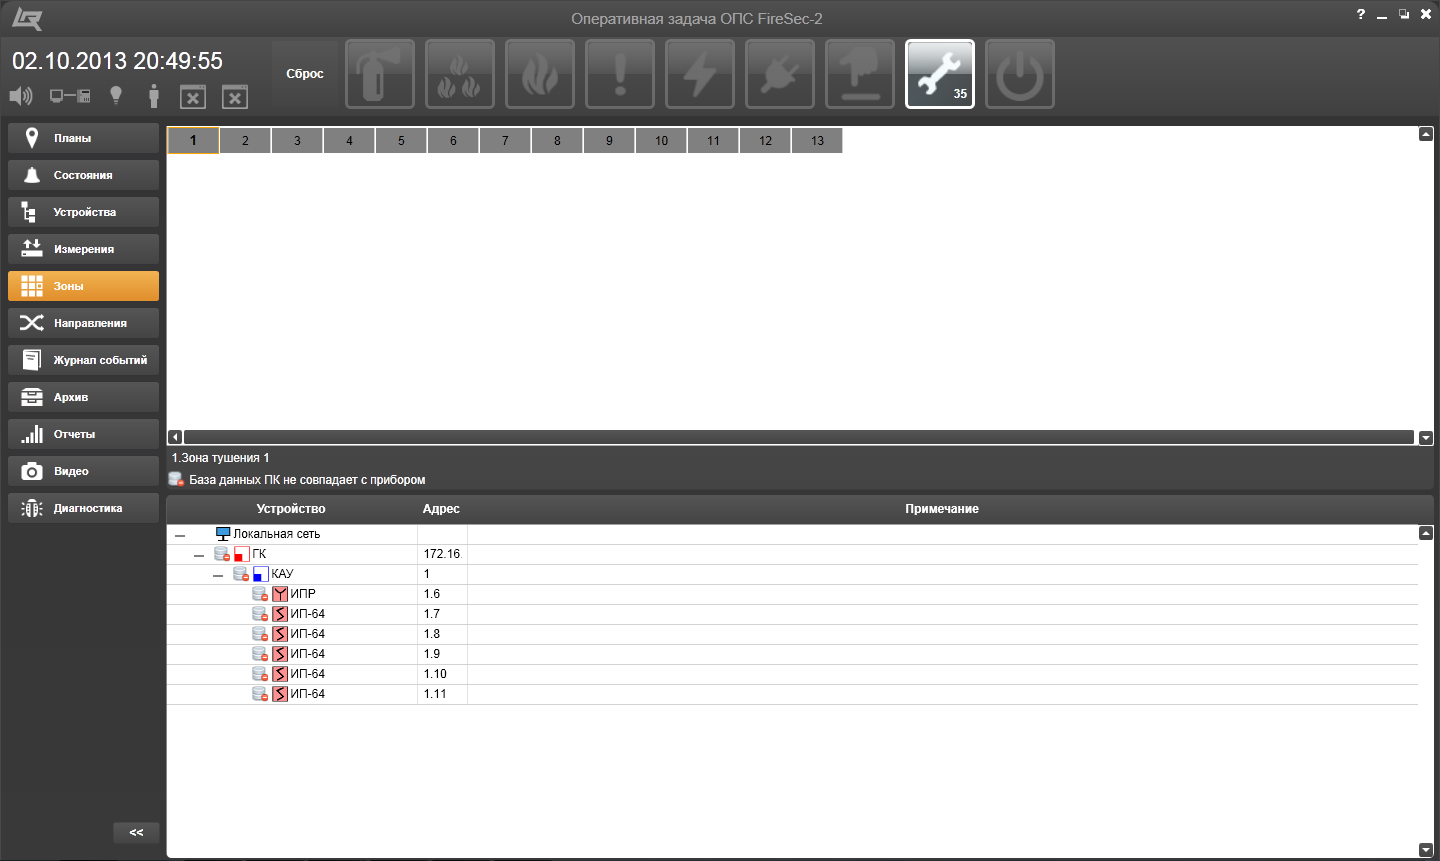 Оперативная задача ОПС FireSec-2
?
02.10.2013 20:49:55
Сброс
35
Планы
Состояния
Устройства
Измерения
Зоны
Направления
Журнал событий
Архив
Отчеты
Видео
Диагностика
<<
1 2 3 4 5 6 7 8 9 10 11 12 13
1.Зона тушения 1
База данных ПК не совпадает с прибором
Устройство Адрес Примечание
Локальная сеть
ГК 172.16.
КАУ 1
ИПР 1.6
ИП-64 1.7
ИП-64 1.8
ИП-64 1.9
ИП-64 1.10
ИП-64 1.11